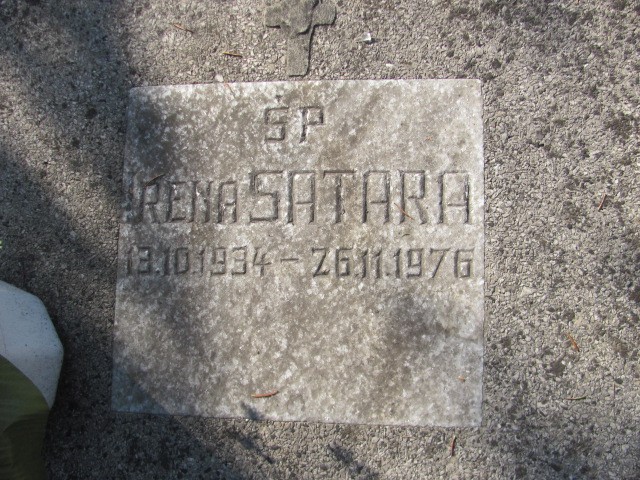 ŚP
IRENA SATARA
13.10.1934 - 26.11.1976